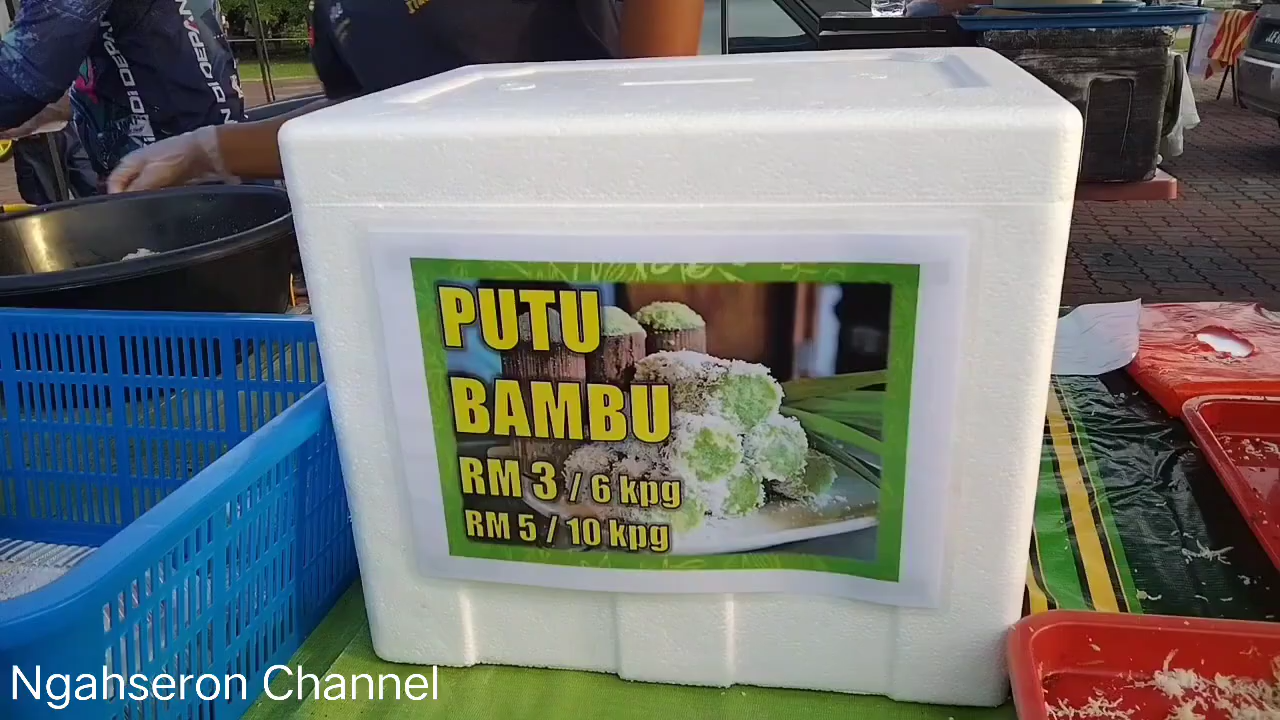 PUTU
BAMBU
RM 3 / 6 kpg
RM 5 / 10 kpg
Ngahseron Channel